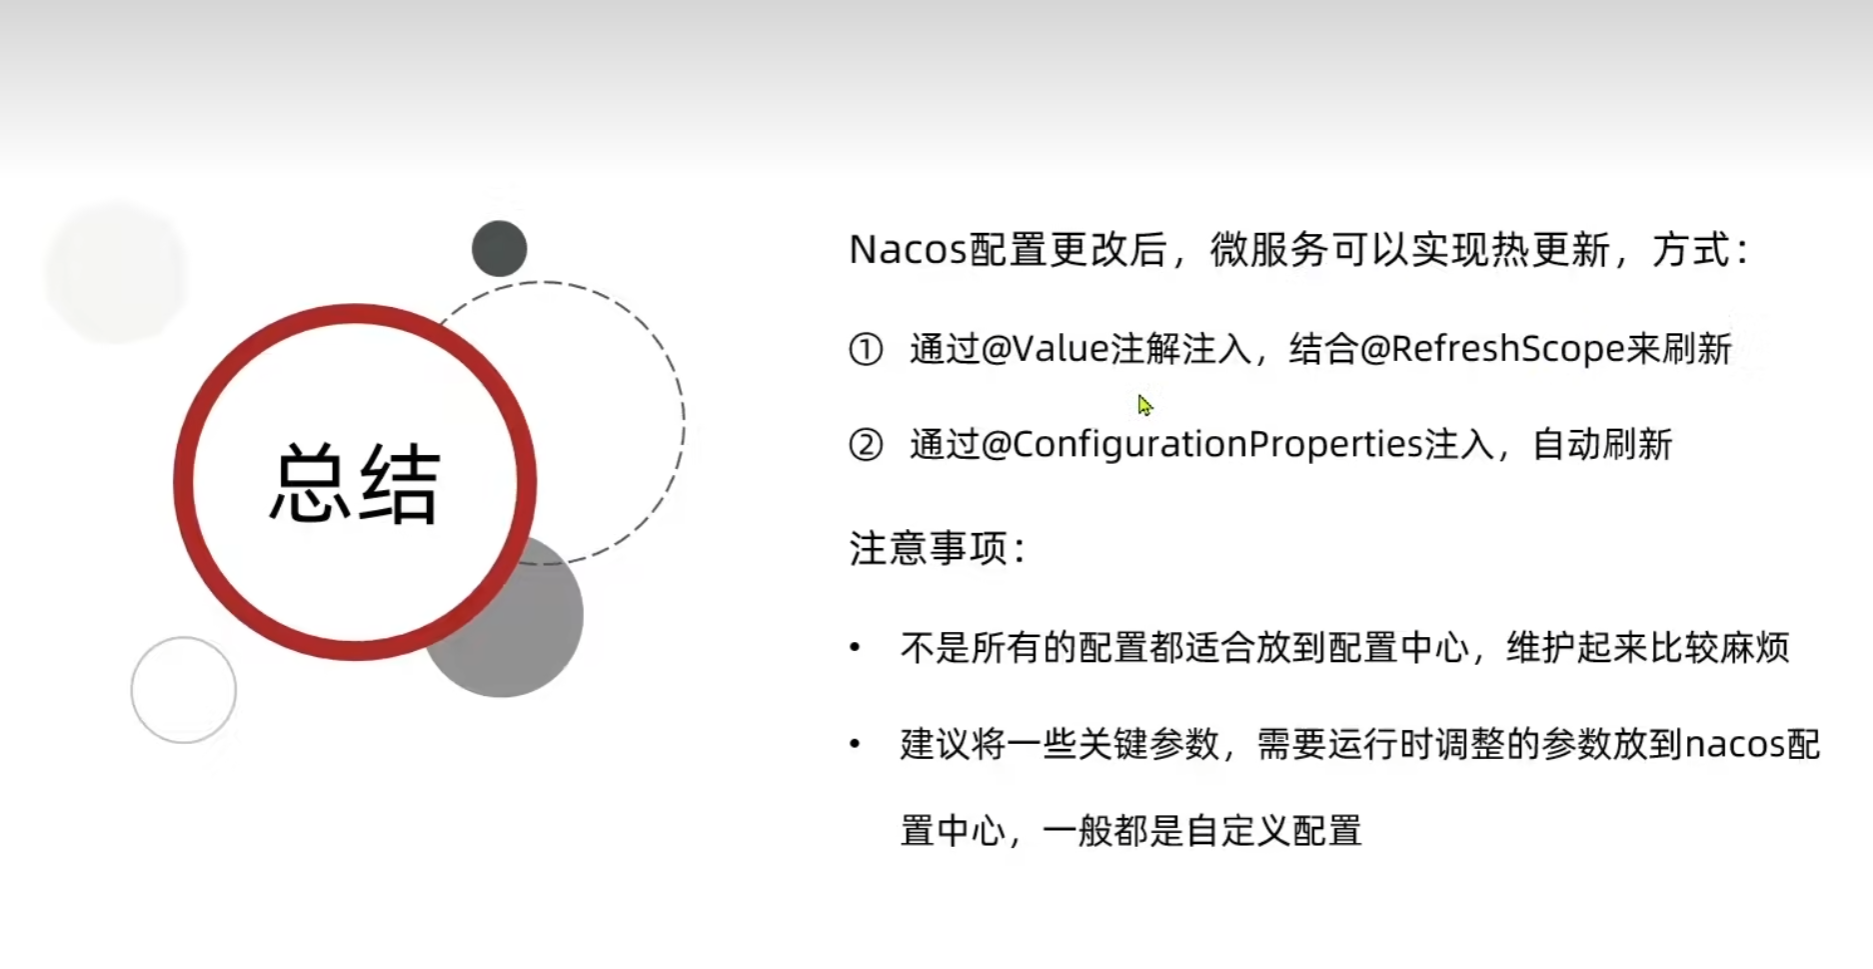 总结
Nacos配置更改后，微服务可以实现热更新，方式：
① 通过@Value注解注入，结合@RefreshScope来刷新
② 通过@ConfigurationProperties注入，自动刷新
注意事项：
• 不是所有的配置都适合放到配置中心，维护起来比较麻烦
• 建议将一些关键参数，需要运行时调整的参数放到nacos配
置中心，一般都是自定义配置